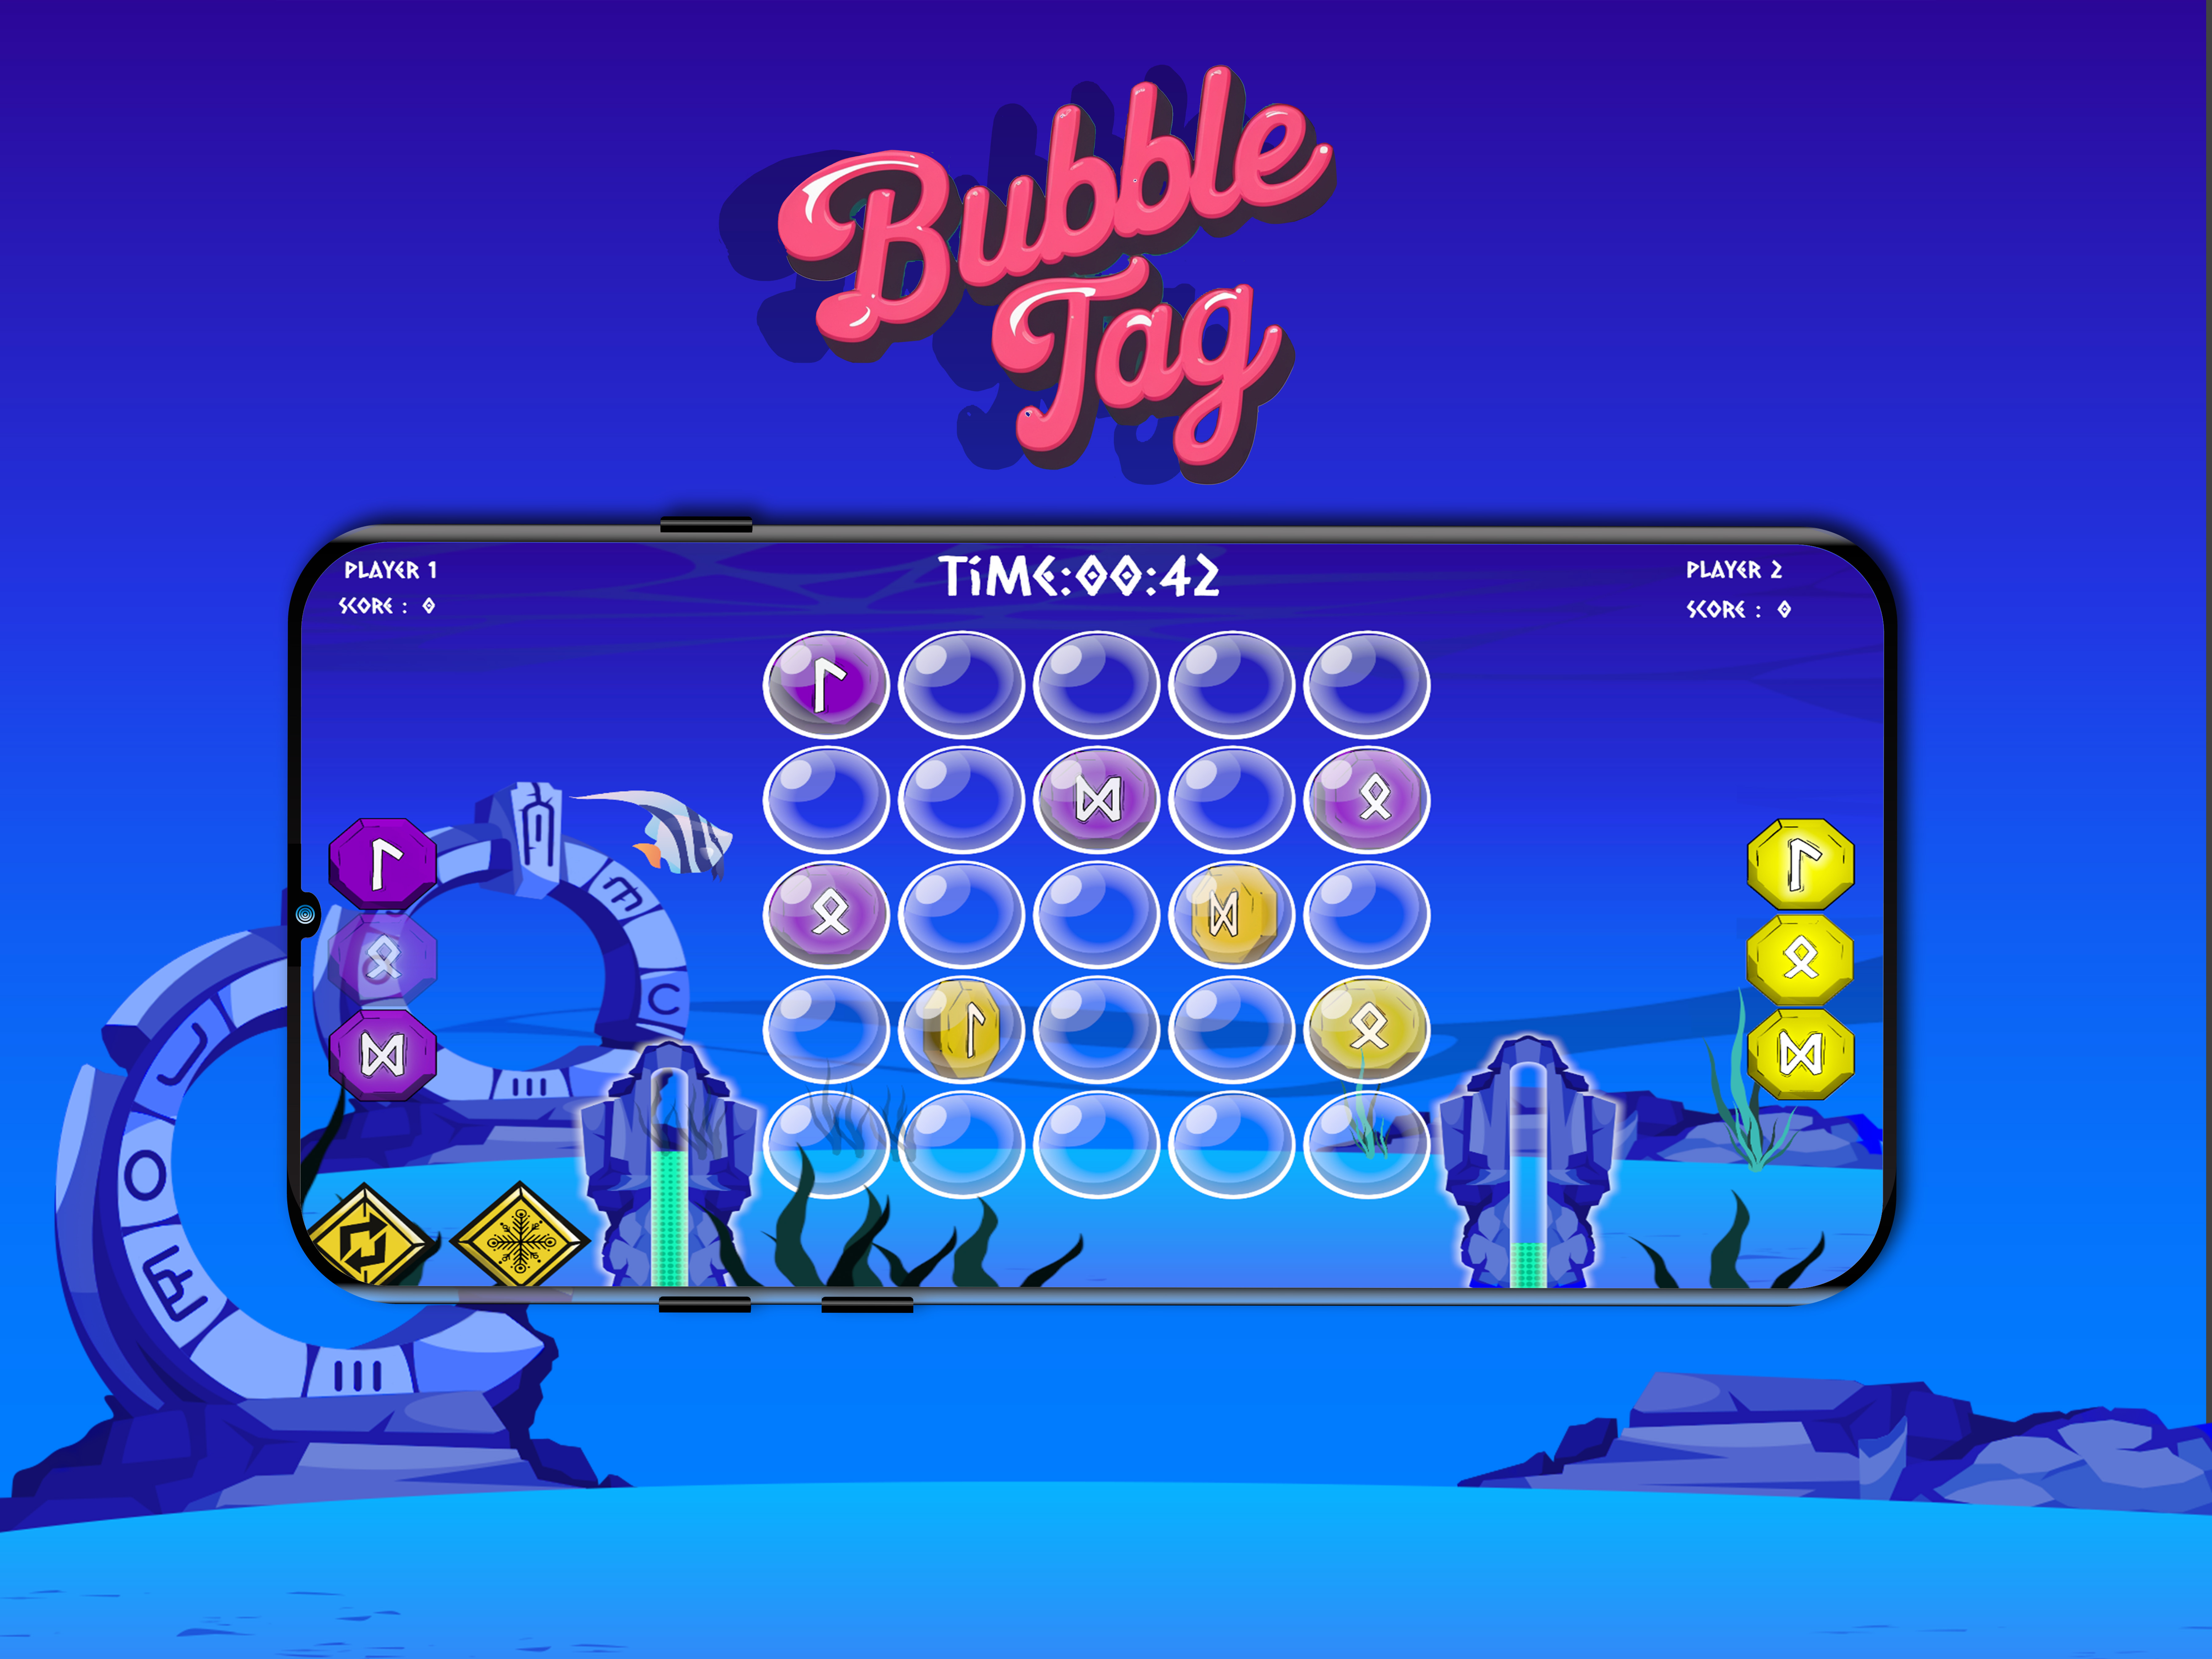 Bubble
Tag
PLAYER 1
TiME:00:42
PLAYER 2
SCORE : 0
SCORE : 0
ᛚ
ᛞ
ᛟ
ᛚ
ᛚ
ᛟ
ᛞ
ᛟ
ᛟ
ᛚ
ᛟ
ᛞ
ᛞ